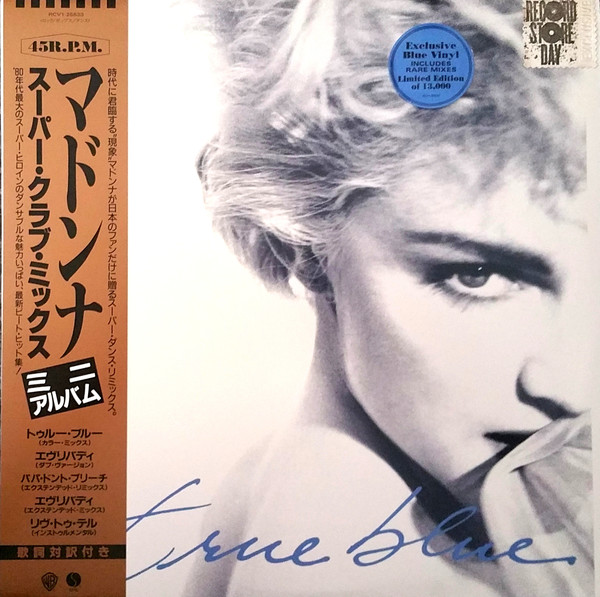 45R.P.M.
時代に君臨する“現象”マドンナが日本のファンだけに贈るスーパー・ダンス・リミックス。
マドンナ
スーパー・クラブ・ミックス
'80年代最大のスーパー・ヒロインのダンサブルな魅力いっぱい、最新ビート・ヒット集!
ミニ
アルバム
トゥルー・ブルー
(カラー・ミックス)
エヴリバディ
(ダブ・ヴァージョン)
パパ・ドント・プリーチ
(エクステンデッド・リミックス)
エヴリバディ
(エクステンデッド・ミックス)
リヴ・トゥ・テル
(インストゥルメンタル)
歌詞対訳付き
Exclusive
Blue Vinyl
INCLUDES
RARE MIXES
Limited Edition
of 13,000
RECORD
STORE
DAY
true blue